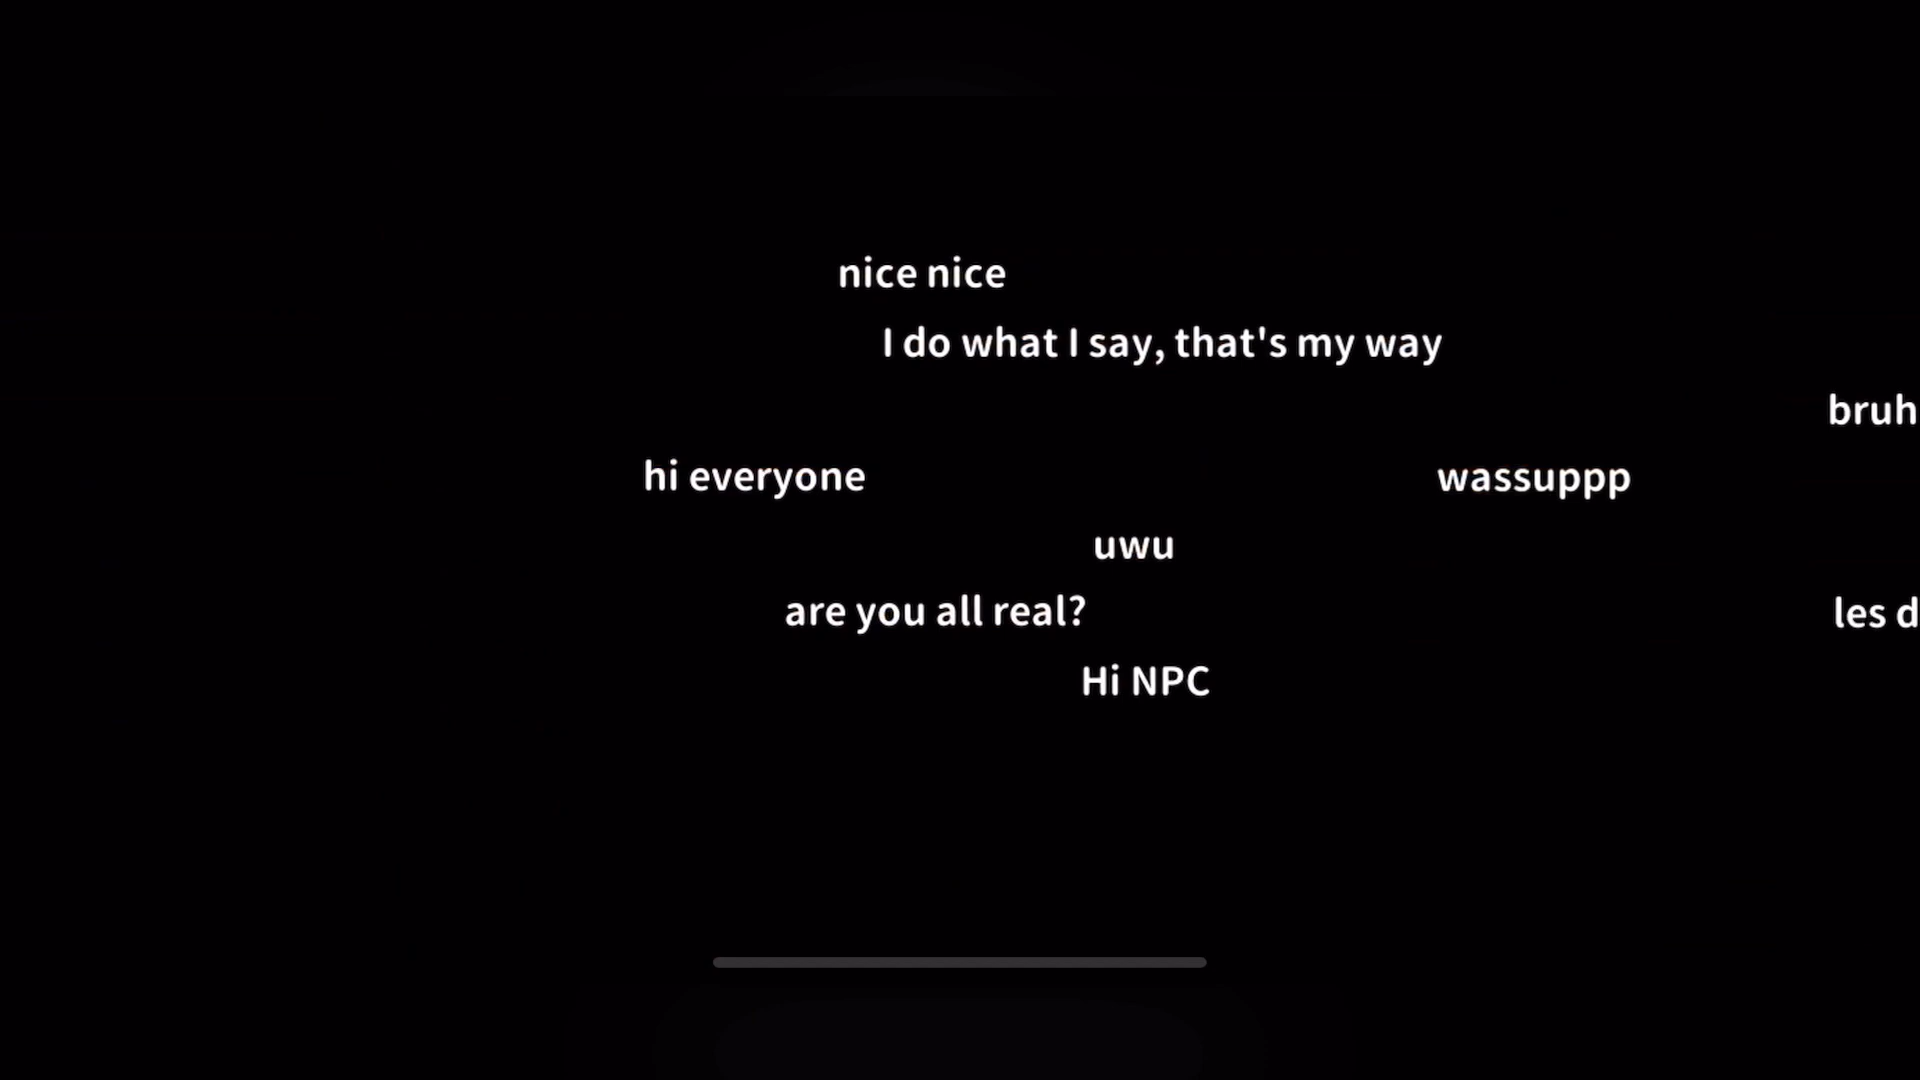 nice nice
I do what I say, that's my way
bruh
hi everyone
wassuppp
uwu
are you all real?
les d
Hi NPC